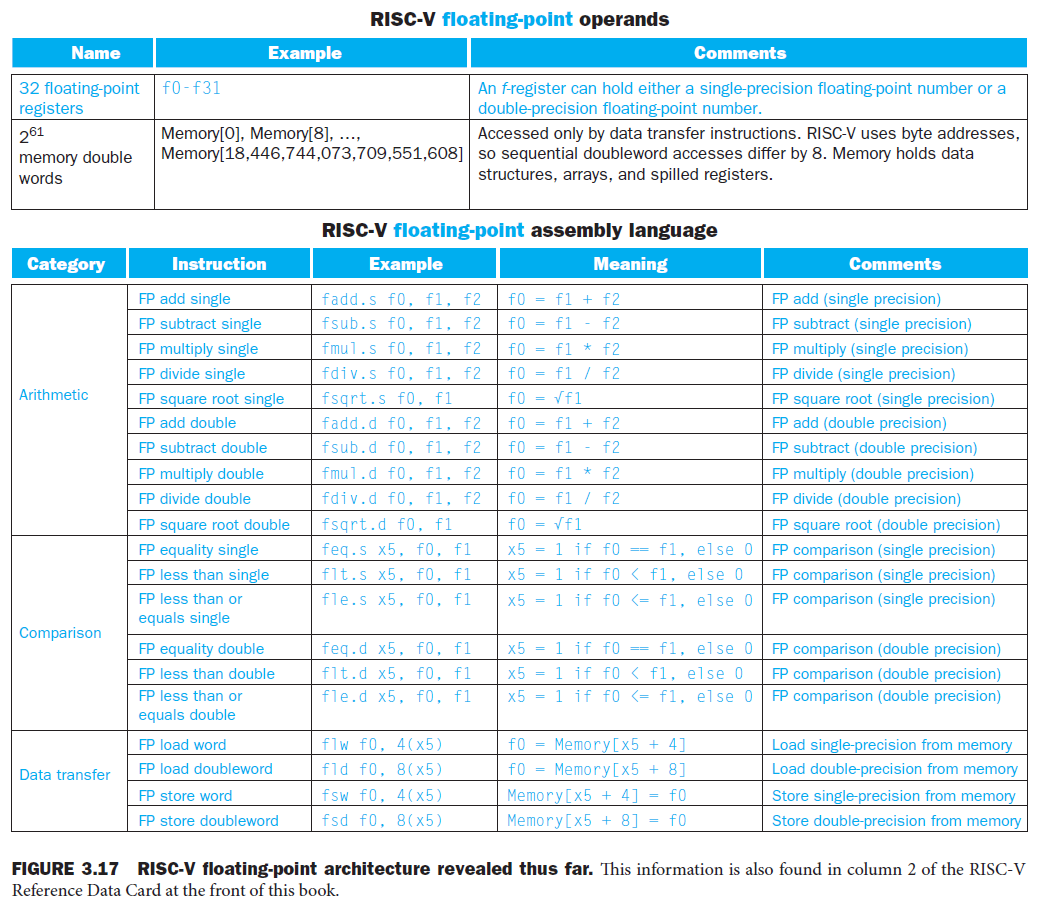 RISC-V floating-point operands
Name Example Comments
32 floating-point registers f0-f31 An f-register can hold either a single-precision floating-point number or a double-precision floating-point number.
2^61 memory double words Memory[0], Memory[8], …, Memory[18,446,744,073,709,551,608] Accessed only by data transfer instructions. RISC-V uses byte addresses, so sequential doubleword accesses differ by 8. Memory holds data structures, arrays, and spilled registers.
RISC-V floating-point assembly language
Category Instruction Example Meaning Comments
Arithmetic
FP add single fadd.s f0, f1, f2 f0 = f1 + f2 FP add (single precision)
FP subtract single fsub.s f0, f1, f2 f0 = f1 - f2 FP subtract (single precision)
FP multiply single fmul.s f0, f1, f2 f0 = f1 * f2 FP multiply (single precision)
FP divide single fdiv.s f0, f1, f2 f0 = f1 / f2 FP divide (single precision)
FP square root single fsqrt.s f0, f1 f0 = √f1 FP square root (single precision)
FP add double fadd.d f0, f1, f2 f0 = f1 + f2 FP add (double precision)
FP subtract double fsub.d f0, f1, f2 f0 = f1 - f2 FP subtract (double precision)
FP multiply double fmul.d f0, f1, f2 f0 = f1 * f2 FP multiply (double precision)
FP divide double fdiv.d f0, f1, f2 f0 = f1 / f2 FP divide (double precision)
FP square root double fsqrt.d f0, f1 f0 = √f1 FP square root (double precision)
Comparison
FP equality single feq.s x5, f0, f1 x5 = 1 if f0 == f1, else 0 FP comparison (single precision)
FP less than single flt.s x5, f0, f1 x5 = 1 if f0 < f1, else 0 FP comparison (single precision)
FP less than or equals single fle.s x5, f0, f1 x5 = 1 if f0 <= f1, else 0 FP comparison (single precision)
FP equality double feq.d x5, f0, f1 x5 = 1 if f0 == f1, else 0 FP comparison (double precision)
FP less than double flt.d x5, f0, f1 x5 = 1 if f0 < f1, else 0 FP comparison (double precision)
FP less than or equals double fle.d x5, f0, f1 x5 = 1 if f0 <= f1, else 0 FP comparison (double precision)
Data transfer
FP load word flw f0, 4(x5) f0 = Memory[x5 + 4] Load single-precision from memory
FP load doubleword fld f0, 8(x5) f0 = Memory[x5 + 8] Load double-precision from memory
FP store word fsw f0, 4(x5) Memory[x5 + 4] = f0 Store single-precision from memory
FP store doubleword fsd f0, 8(x5) Memory[x5 + 8] = f0 Store double-precision from memory
FIGURE 3.17 RISC-V floating-point architecture revealed thus far. This information is also found in column 2 of the RISC-V
Reference Data Card at the front of this book.